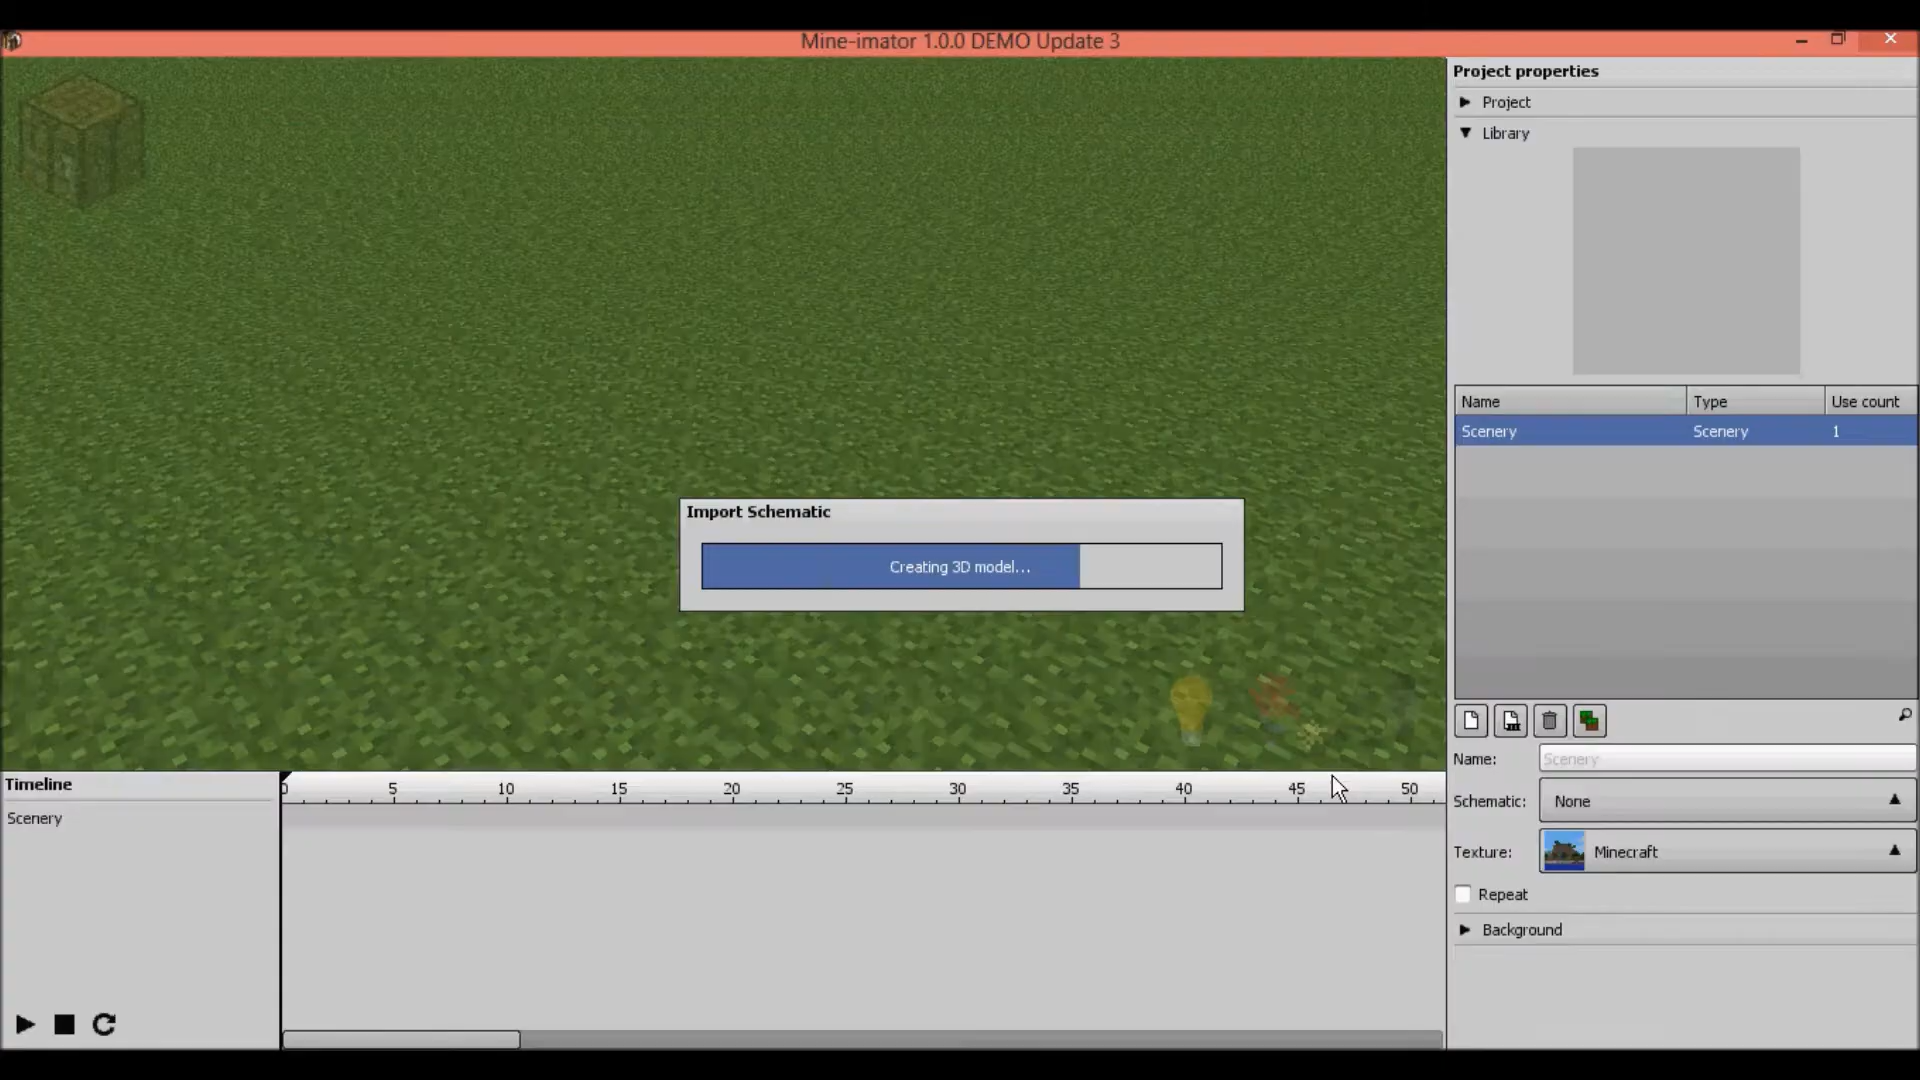 Mine-imator 1.0.0 DEMO Update 3
Project properties
Project
Library
Name Type Use count
Scenery Scenery 1
Import Schematic
Creating 3D model...
Name: Scenery
Schematic: None
Texture: Minecraft
Repeat
Background
Timeline
0 5 10 15 20 25 30 35 40 45 50
Scenery